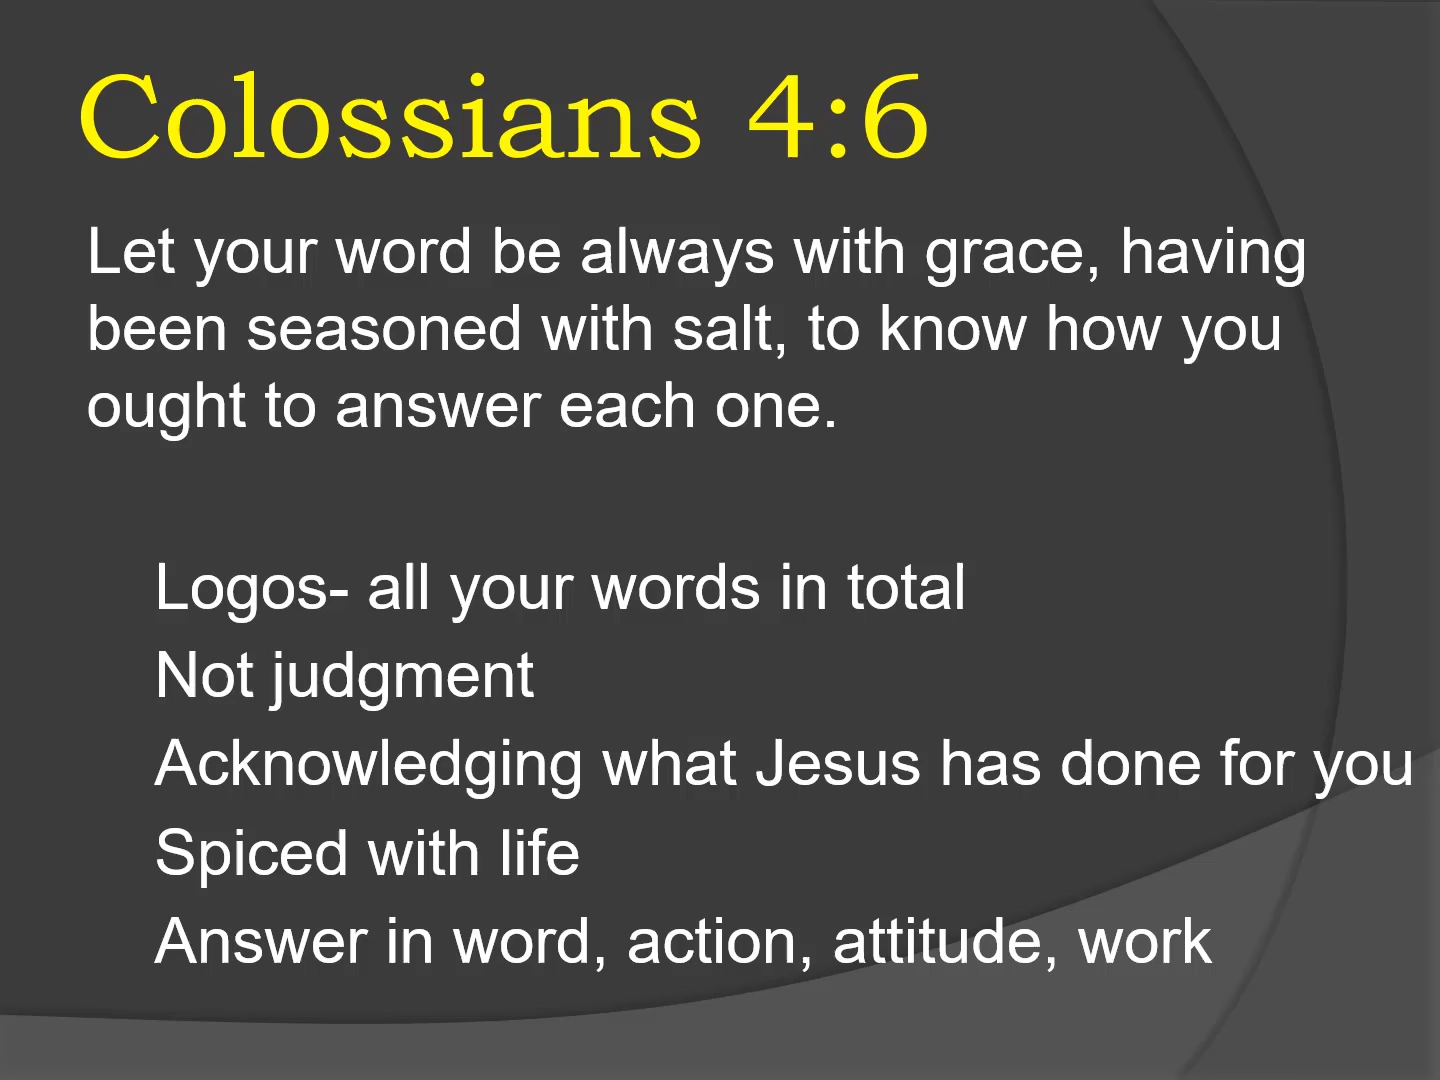 Colossians 4:6
Let your word be always with grace, having
been seasoned with salt, to know how you
ought to answer each one.
Logos- all your words in total
Not judgment
Acknowledging what Jesus has done for you
Spiced with life
Answer in word, action, attitude, work